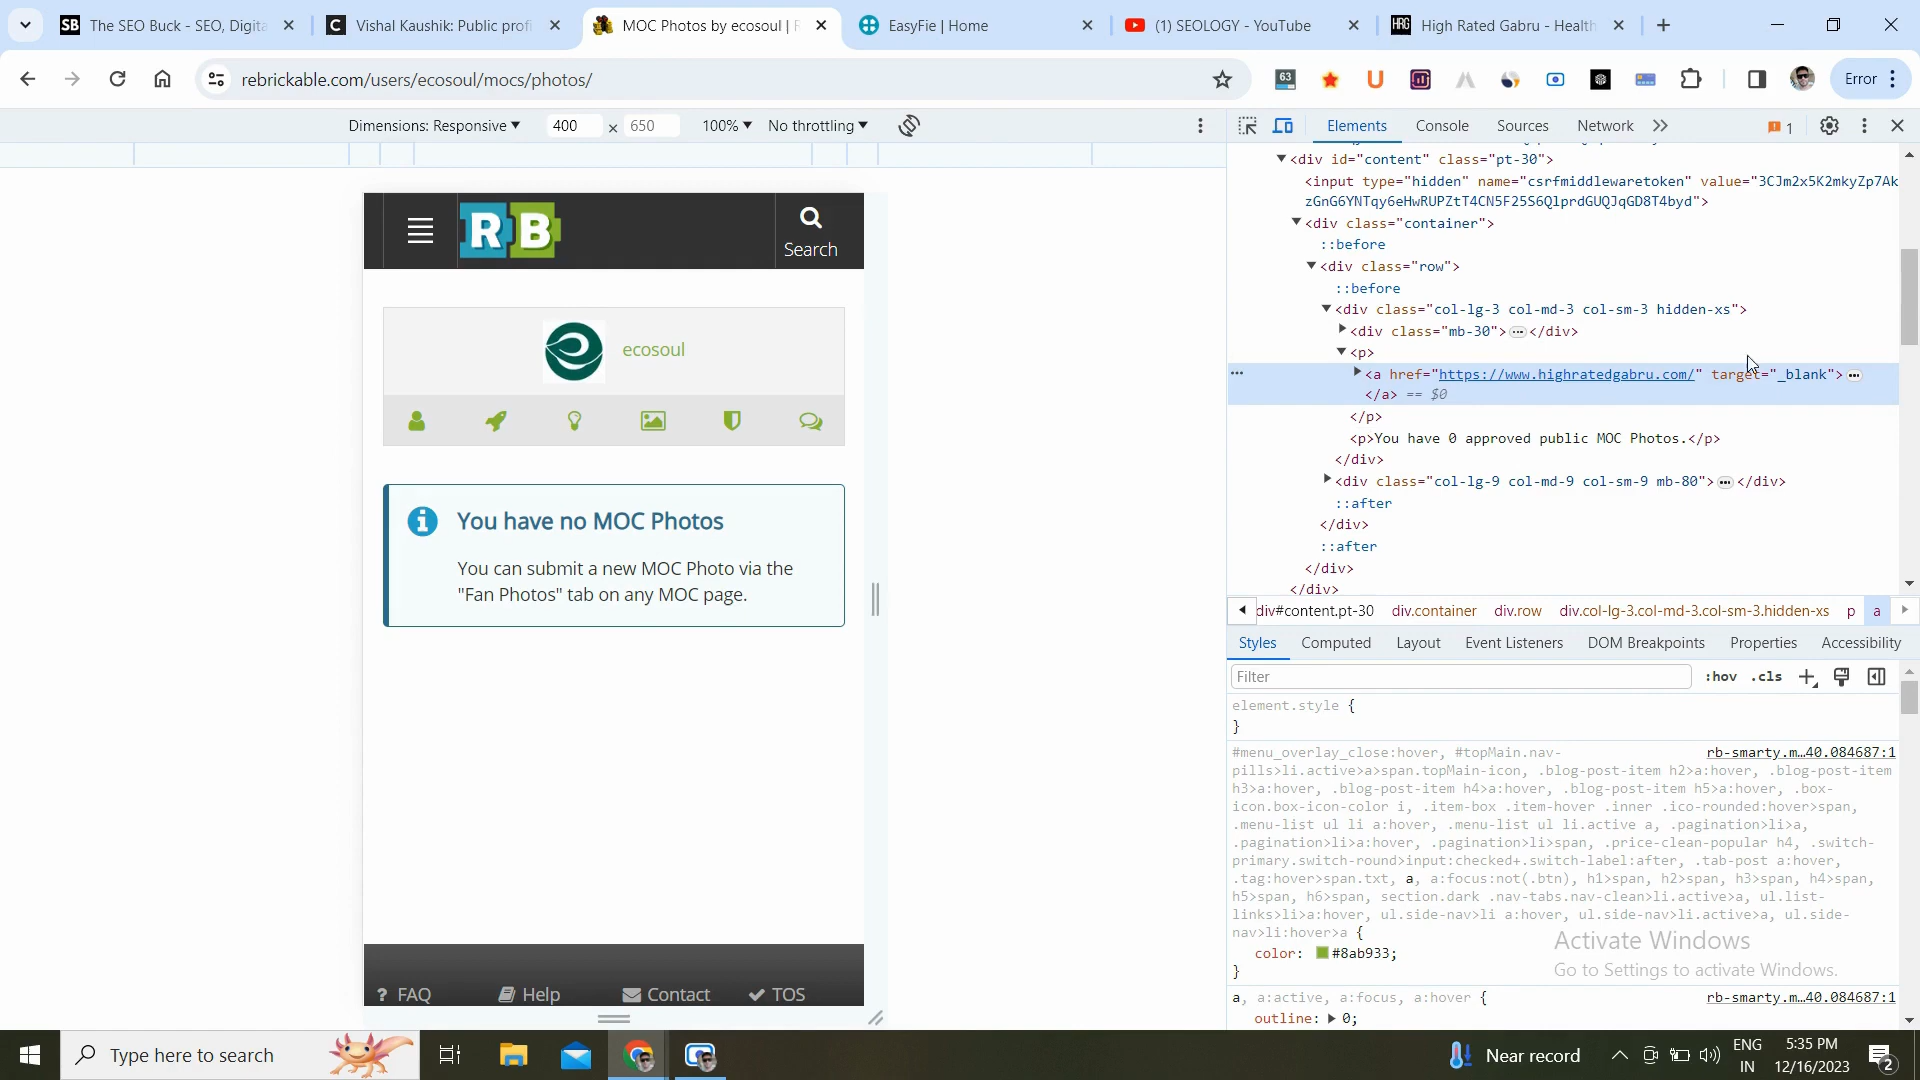 The SEO Buck - SEO, Digita
Vishal Kaushik: Public profi
MOC Photos by ecosoul | R
EasyFie | Home
(1) SEOLOGY - YouTube
HRG
High Rated Gabru - Health
rebrickable.com/users/ecosoul/mocs/photos/
63
Error
Dimensions: Responsive
400 x 650
100%
No throttling
Elements
Console
Sources
Network
1
RB
Search
ecosoul
You have no MOC Photos
You can submit a new MOC Photo via the
"Fan Photos" tab on any MOC page.
FAQ
Help
Contact
TOS
<div id="content" class="pt-30">
<input type="hidden" name="csrfmiddlewaretoken" value="3CJm2x5K2mkyZp7Ak
zGnG6YNTqy6eHwRUPZtT4CN5F25S6QlprdGUQJqGD8T4byd">
<div class="container">
::before
<div class="row">
::before
<div class="col-lg-3 col-md-3 col-sm-3 hidden-xs">
<div class="mb-30"> … </div>
<p>
<a href="https://www.highratedgabru.com/" target="_blank"> …
</a> == $0
</p>
<p>You have 0 approved public MOC Photos.</p>
</div>
<div class="col-lg-9 col-md-9 col-sm-9 mb-80"> … </div>
::after
</div>
::after
</div>
</div>
div#content.pt-30 div.container div.row div.col-lg-3.col-md-3.col-sm-3.hidden-xs p a
Styles
Computed
Layout
Event Listeners
DOM Breakpoints
Properties
Accessibility
Filter
:hov .cls
element.style {
}
#menu_overlay_close:hover, #topMain.nav-
rb-smarty.m…40.084687:1
pills>li.active>a>span.topMain-icon, .blog-post-item h2>a:hover, .blog-post-item
h3>a:hover, .blog-post-item h4>a:hover, .blog-post-item h5>a:hover, .box-
icon.box-icon-color i, .item-box .item-hover .inner .ico-rounded:hover>span,
.menu-list ul li a:hover, .menu-list ul li.active a, .pagination>li>a,
.pagination>li>a:hover, .pagination>li>span, .price-clean-popular h4, .switch-
primary.switch-round>input:checked+.switch-label:after, .tab-post a:hover,
.tag:hover>span.txt, a, a:focus:not(.btn), h1>span, h2>span, h3>span, h4>span,
h5>span, h6>span, section.dark .nav-tabs.nav-clean>li.active>a, ul.list-
links>li>a:hover, ul.side-nav>li a:hover, ul.side-nav>li.active>a, ul.side-
nav>li:hover>a {
color: #8ab933;
}
a, a:active, a:focus, a:hover {
rb-smarty.m…40.084687:1
outline: 0;
Activate Windows
Go to Settings to activate Windows.
Type here to search
Near record
ENG
IN
5:35 PM
12/16/2023
2